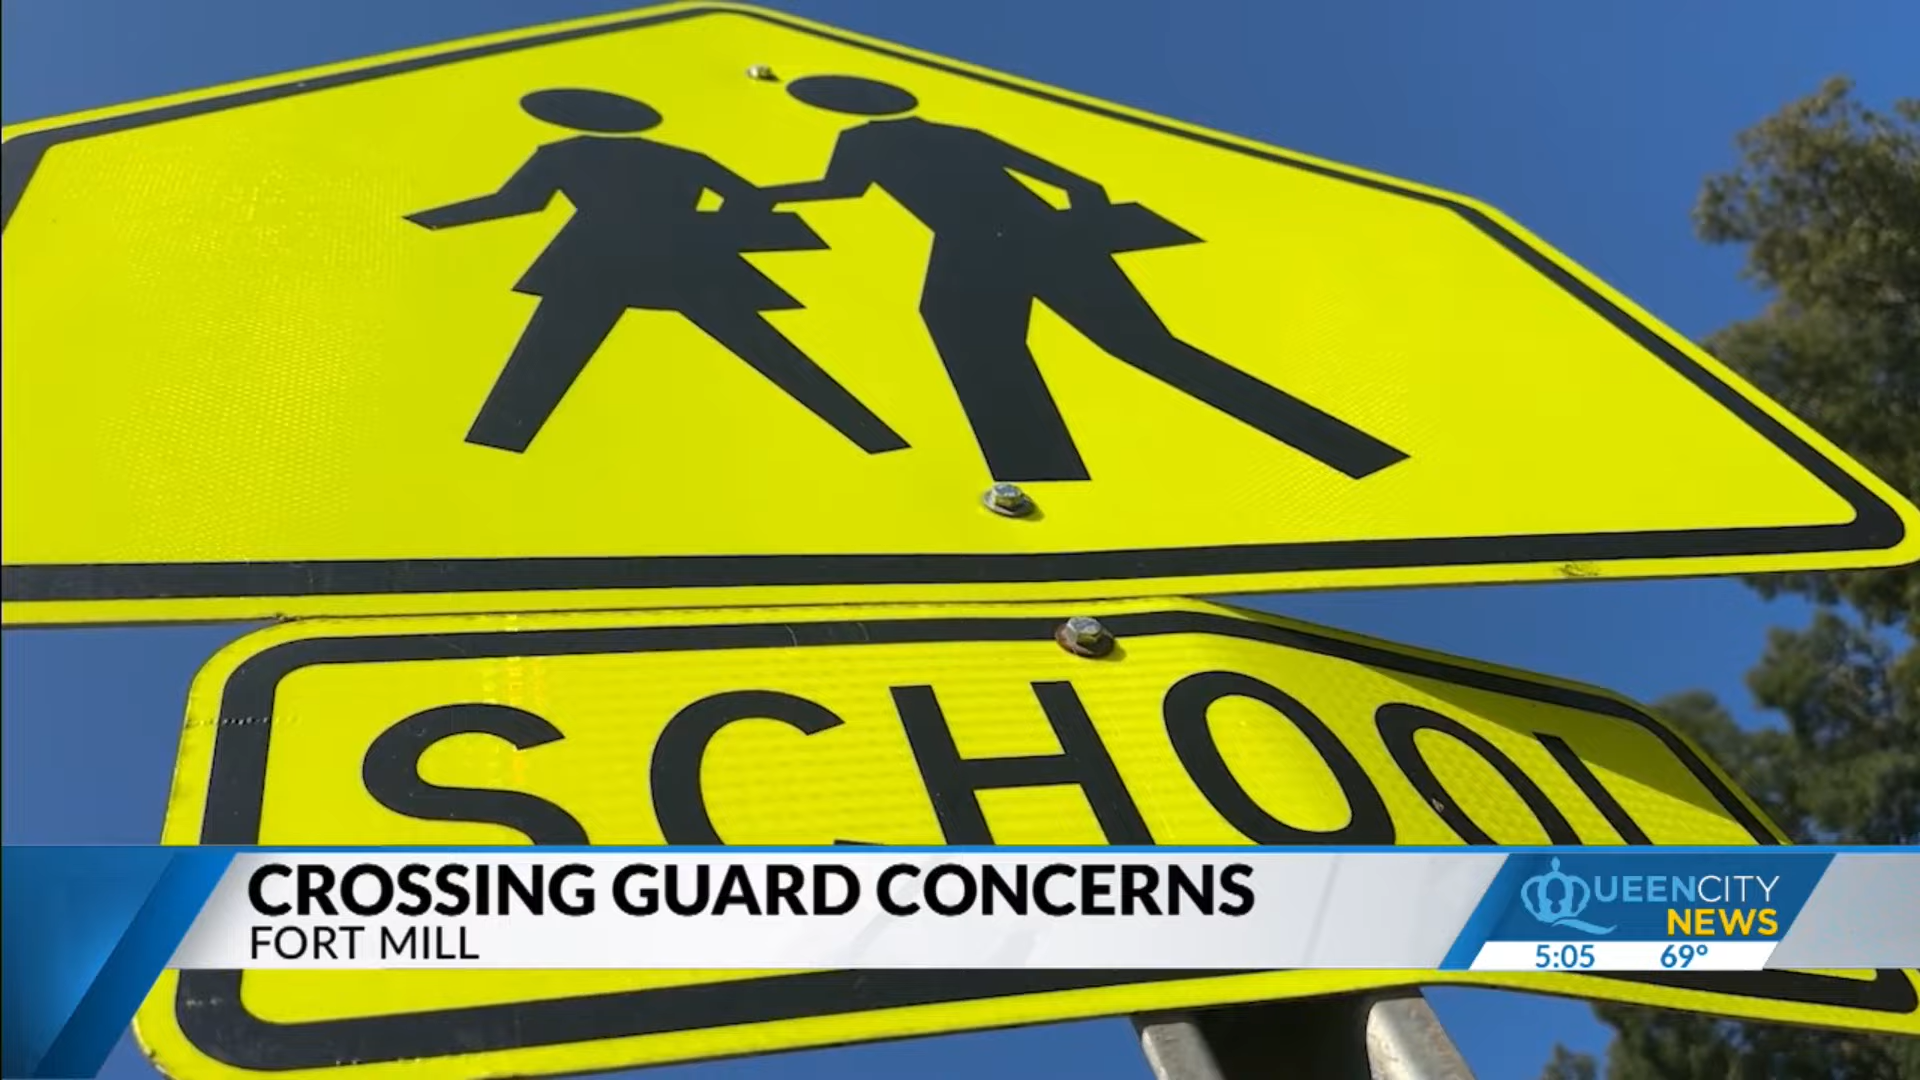 SCHOOL
CROSSING GUARD CONCERNS
FORT MILL
QUEENCITY
NEWS
5:05 69°